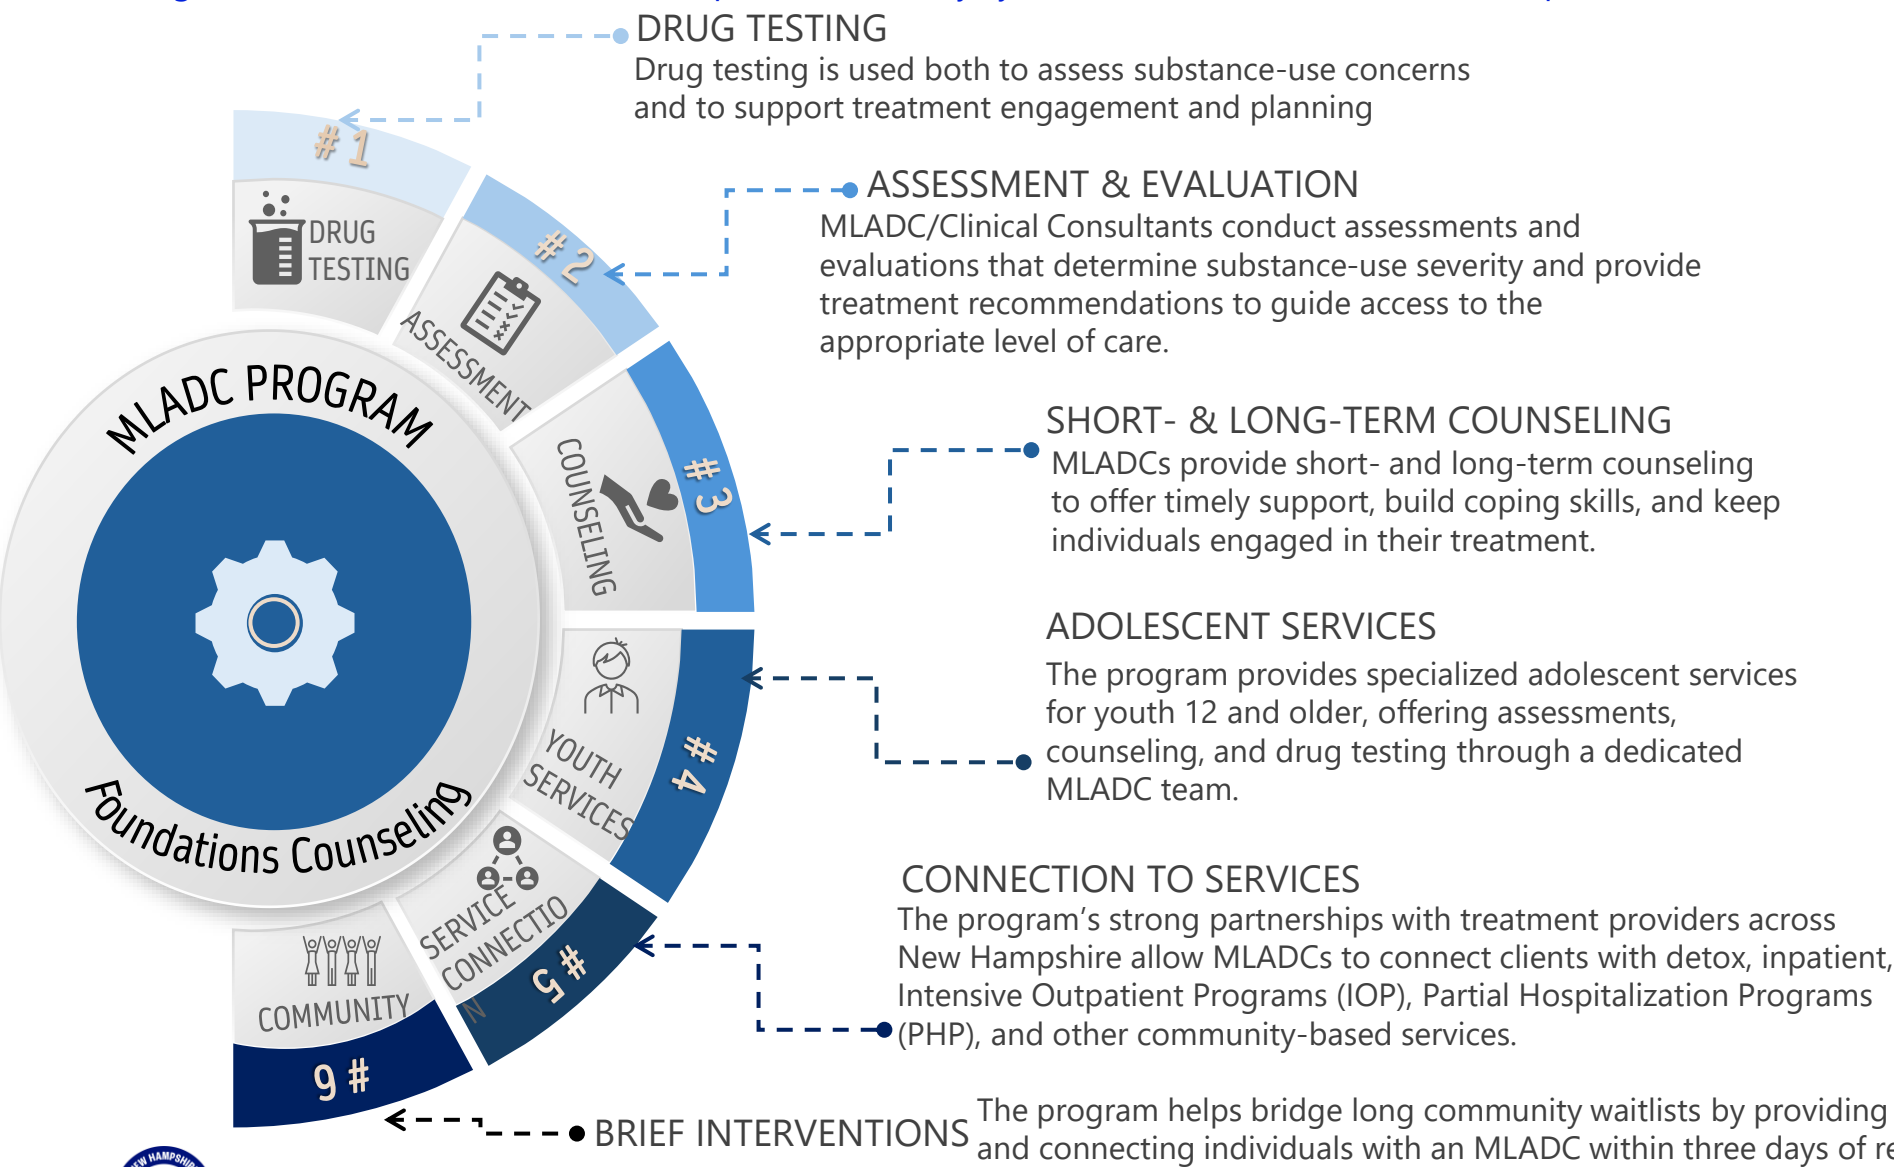 DRUG TESTING
Drug testing is used both to assess substance-use concerns
and to support treatment engagement and planning
#1
DRUG
TESTING
ASSESSMENT & EVALUATION
MLADC/Clinical Consultants conduct assessments and
evaluations that determine substance-use severity and provide
treatment recommendations to guide access to the
appropriate level of care.
#2
ASSESSMENT
SHORT- & LONG-TERM COUNSELING
MLADCs provide short- and long-term counseling
to offer timely support, build coping skills, and keep
individuals engaged in their treatment.
#3
COUNSELING
MLADC PROGRAM
Foundations Counseling
ADOLESCENT SERVICES
The program provides specialized adolescent services
for youth 12 and older, offering assessments,
counseling, and drug testing through a dedicated
MLADC team.
#4
YOUTH
SERVICES
CONNECTION TO SERVICES
The program’s strong partnerships with treatment providers across
New Hampshire allow MLADCs to connect clients with detox, inpatient,
Intensive Outpatient Programs (IOP), Partial Hospitalization Programs
(PHP), and other community-based services.
SERVICE
CONNECTIO
N
#5
COMMUNITY
#6
BRIEF INTERVENTIONS
The program helps bridge long community waitlists by providing
and connecting individuals with an MLADC within three days of re
NEW HAMPSHIRE